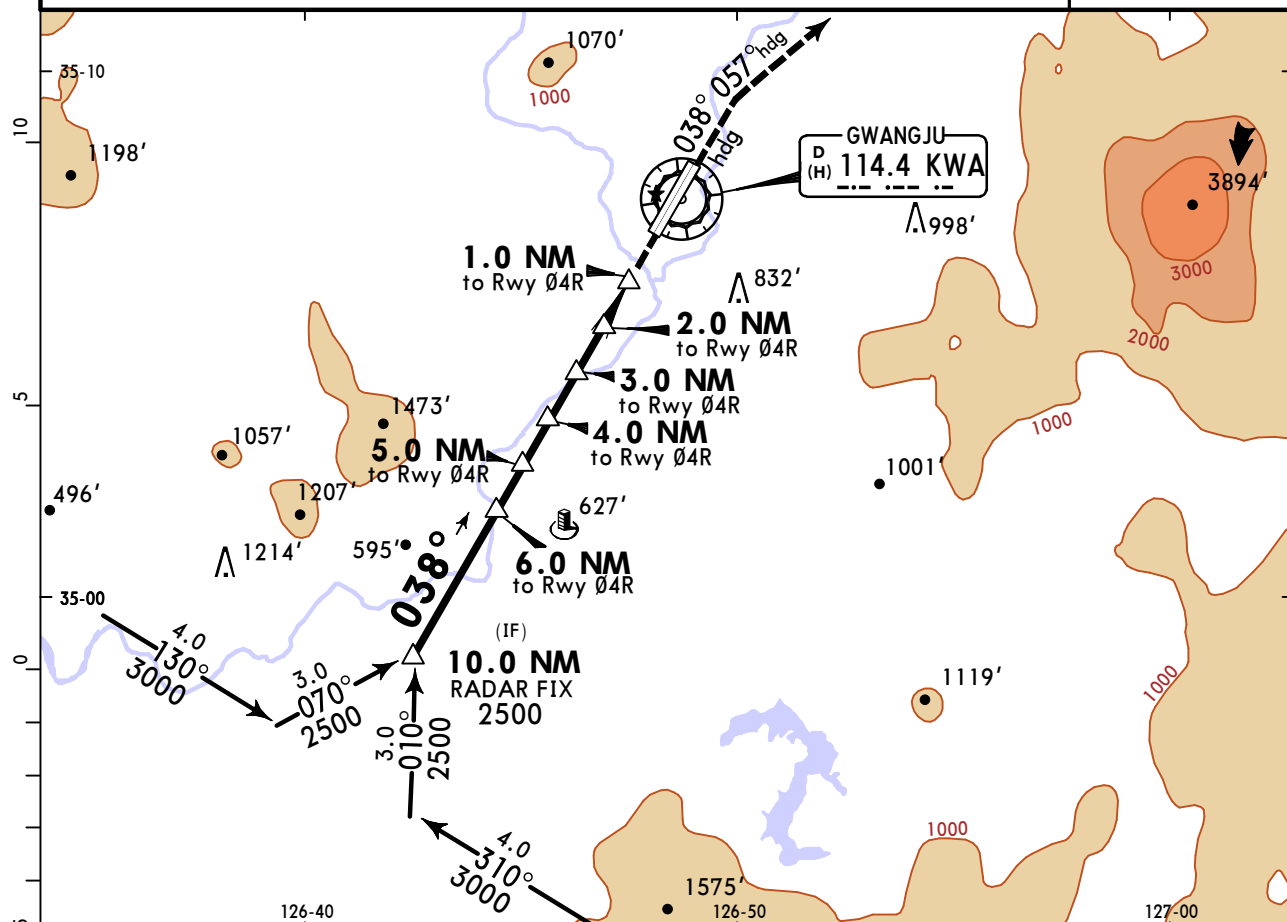 1070′
35-10
1000
10
1198′
038°
hdg
057°hdg
GWANGJU
D
(H)
114.4 KWA
3894′
998′
3000
2000
1.0 NM
to Rwy Ø4R
832′
2.0 NM
to Rwy Ø4R
3.0 NM
to Rwy Ø4R
5
1473′
1000
1057′
4.0 NM
to Rwy Ø4R
5.0 NM
to Rwy Ø4R
1001′
496′
1207′
627′
L
595′
1214′
6.0 NM
to Rwy Ø4R
038°
35-00
(IF)
10.0 NM
RADAR FIX
2500
0
4.0
130°
3000
3.0
070°
2500
3.0
010°
2500
1119′
1000
1000
4.0
310°
3000
1575′
126-40
126-50
127-00